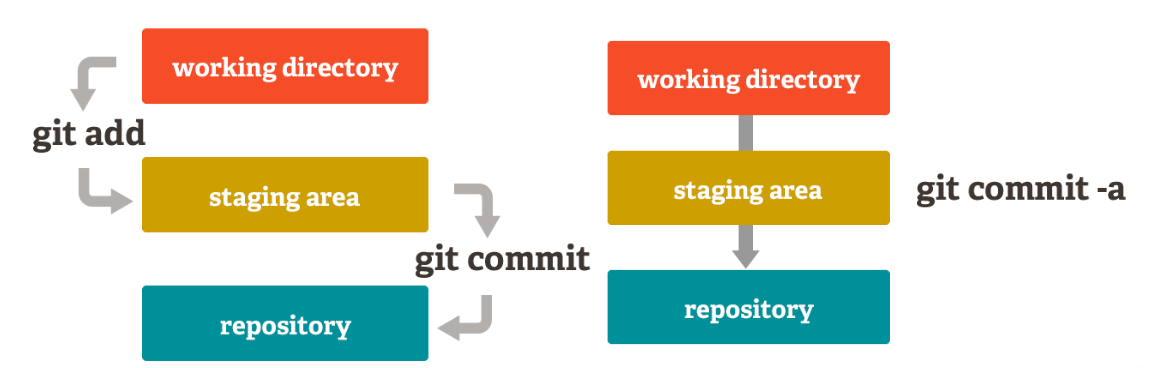 working directory
git add
staging area
git commit
repository
working directory
staging area
git commit -a
repository